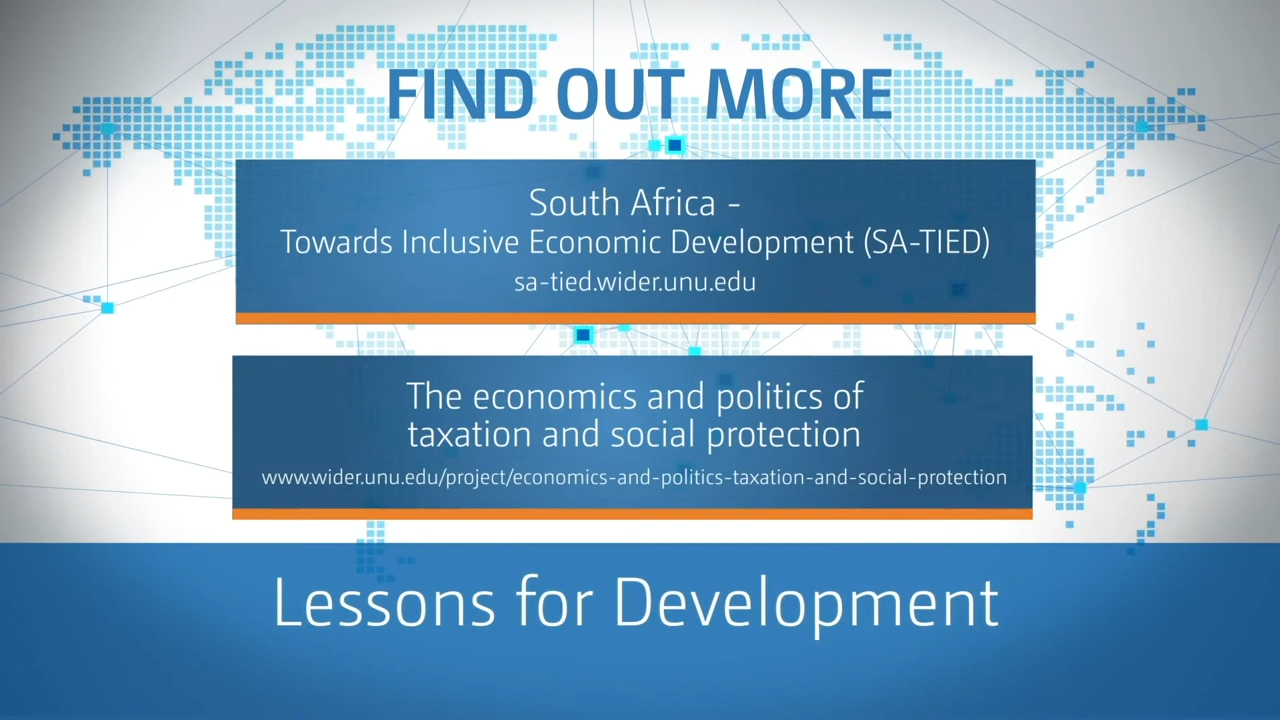 FIND OUT MORE
South Africa -
Towards Inclusive Economic Development (SA-TIED)
sa-tied.wider.unu.edu
The economics and politics of
taxation and social protection
www.wider.unu.edu/project/economics-and-politics-taxation-and-social-protection
Lessons for Development